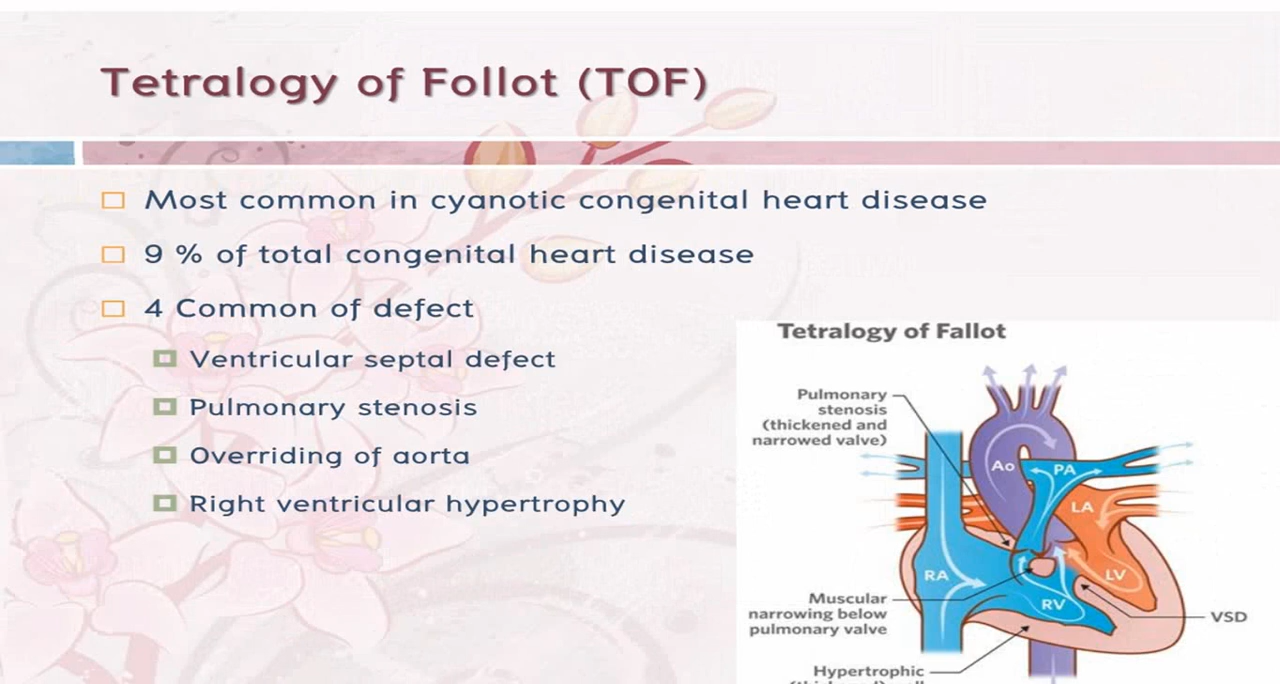 Tetralogy of Follot (TOF)
Most common in cyanotic congenital heart disease
9 % of total congenital heart disease
4 Common of defect
Ventricular septal defect
Pulmonary stenosis
Overriding of aorta
Right ventricular hypertrophy
Tetralogy of Fallot
Pulmonary
stenosis
(thickened and
narrowed valve)
Ao
PA
LA
RA
LV
RV
Muscular
narrowing below
pulmonary valve
VSD
Hypertrophic